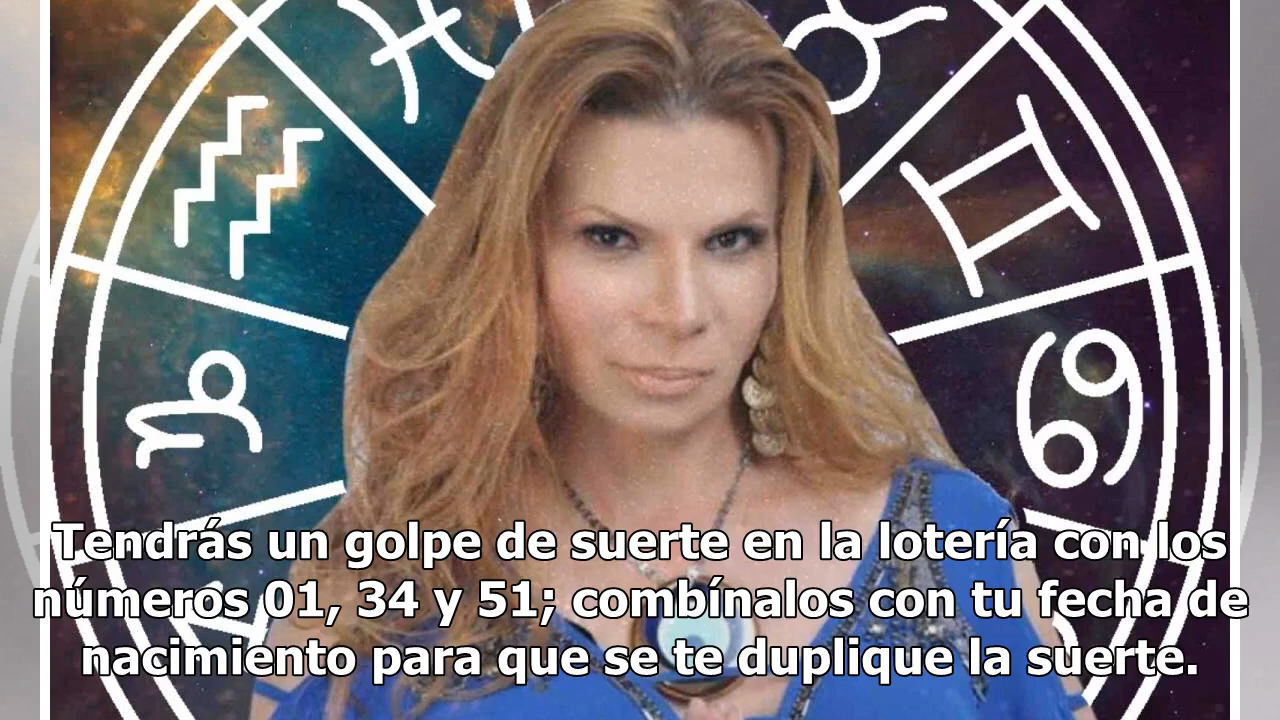 Tendrás un golpe de suerte en la lotería con los
números 01, 34 y 51; combínalos con tu fecha de
nacimiento para que se te duplique la suerte.